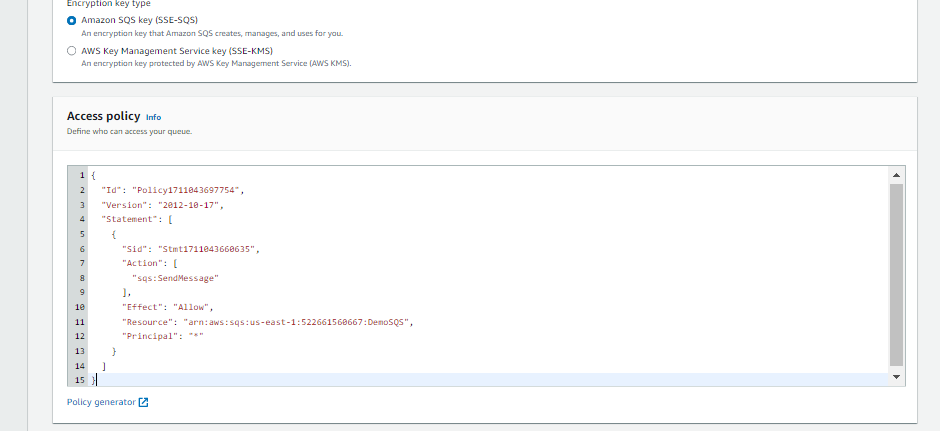 Encryption key type
Amazon SQS key (SSE-SQS)
An encryption key that Amazon SQS creates, manages, and uses for you.
AWS Key Management Service key (SSE-KMS)
An encryption key protected by AWS Key Management Service (AWS KMS).
Access policy Info
Define who can access your queue.
1 {
2 "Id": "Policy1711043697754",
3 "Version": "2012-10-17",
4 "Statement": [
5 {
6 "Sid": "Stmt1711043660635",
7 "Action": [
8 "sqs:SendMessage"
9 ],
10 "Effect": "Allow",
11 "Resource": "arn:aws:sqs:us-east-1:522661560667:DemoSQS",
12 "Principal": "*"
13 }
14 ]
15 }
Policy generator